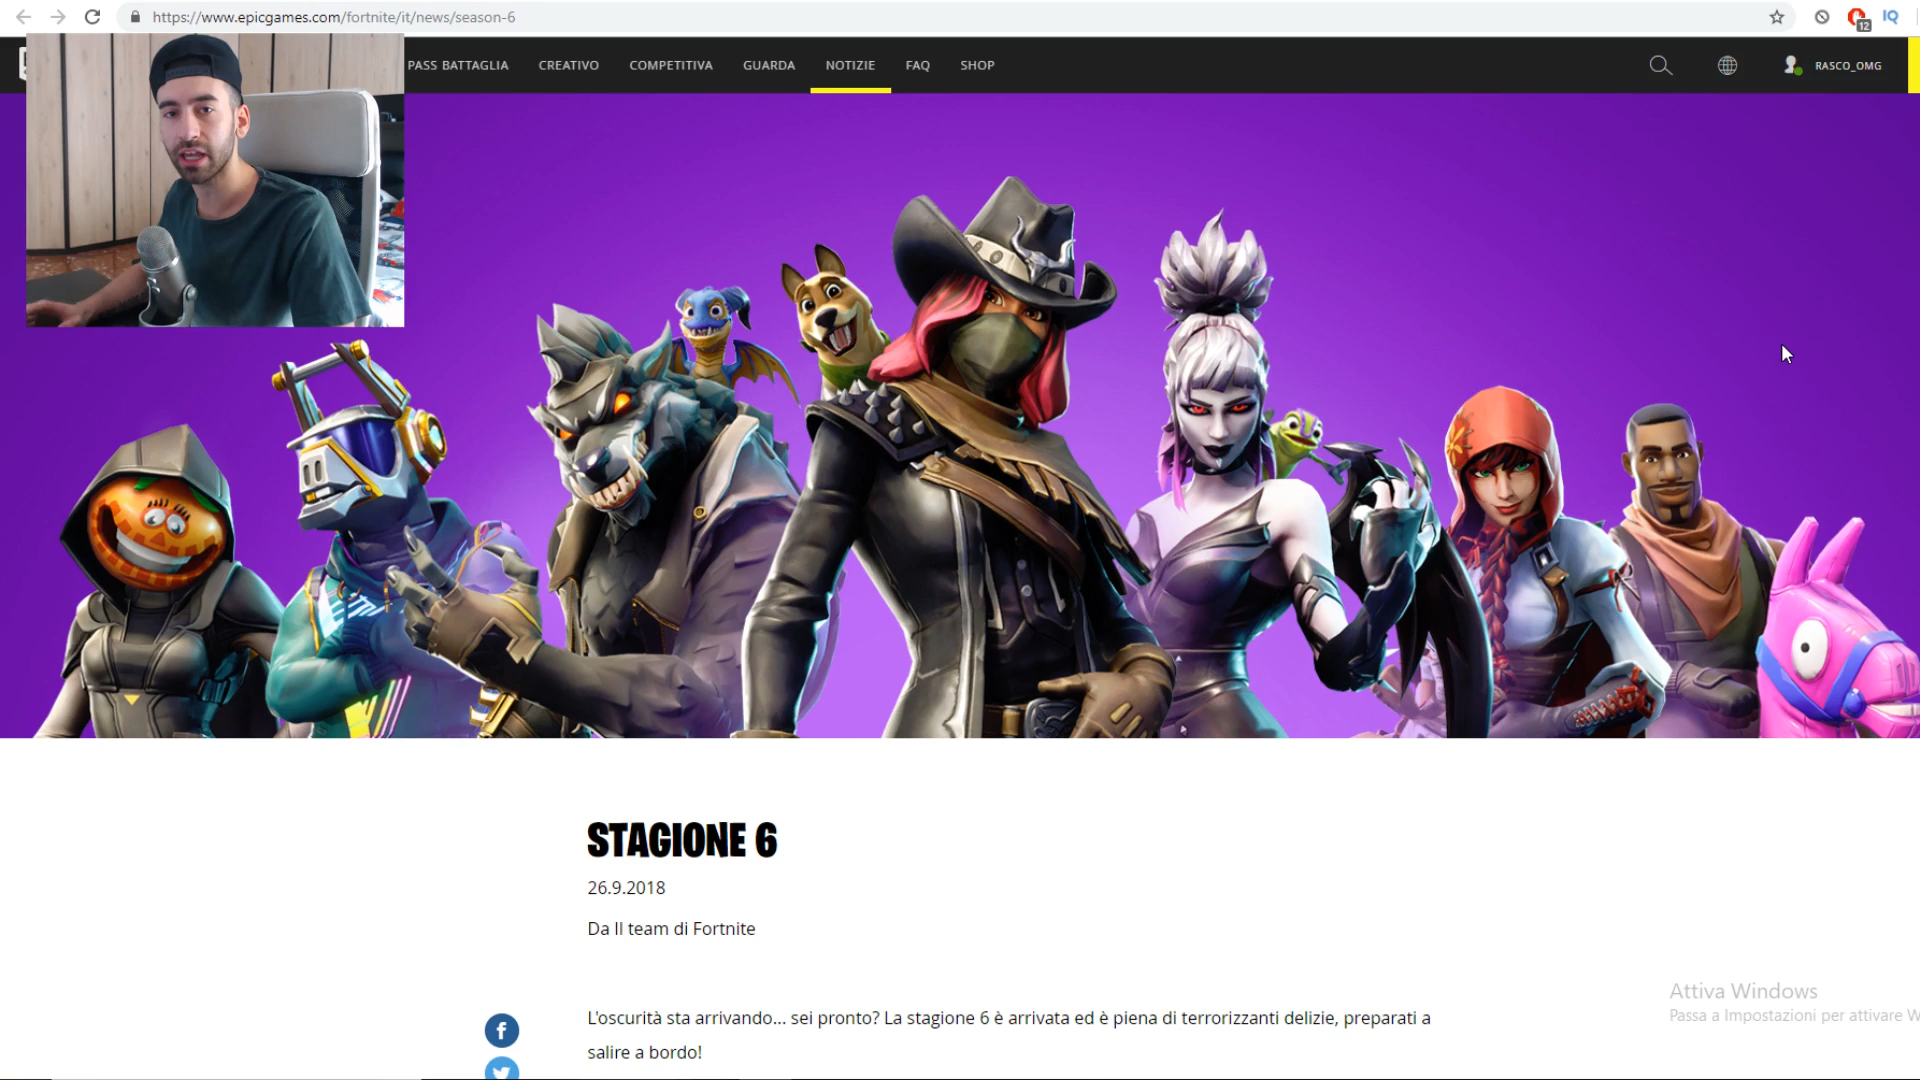 https://www.epicgames.com/fortnite/it/news/season-6
12
IQ
PASS BATTAGLIA
CREATIVO
COMPETITIVA
GUARDA
NOTIZIE
FAQ
SHOP
RASCO_OMG
STAGIONE 6
26.9.2018
Da Il team di Fortnite
L'oscurità sta arrivando... sei pronto? La stagione 6 è arrivata ed è piena di terrorizzanti delizie, preparati a
salire a bordo!
Attiva Windows
Passa a Impostazioni per attivare W